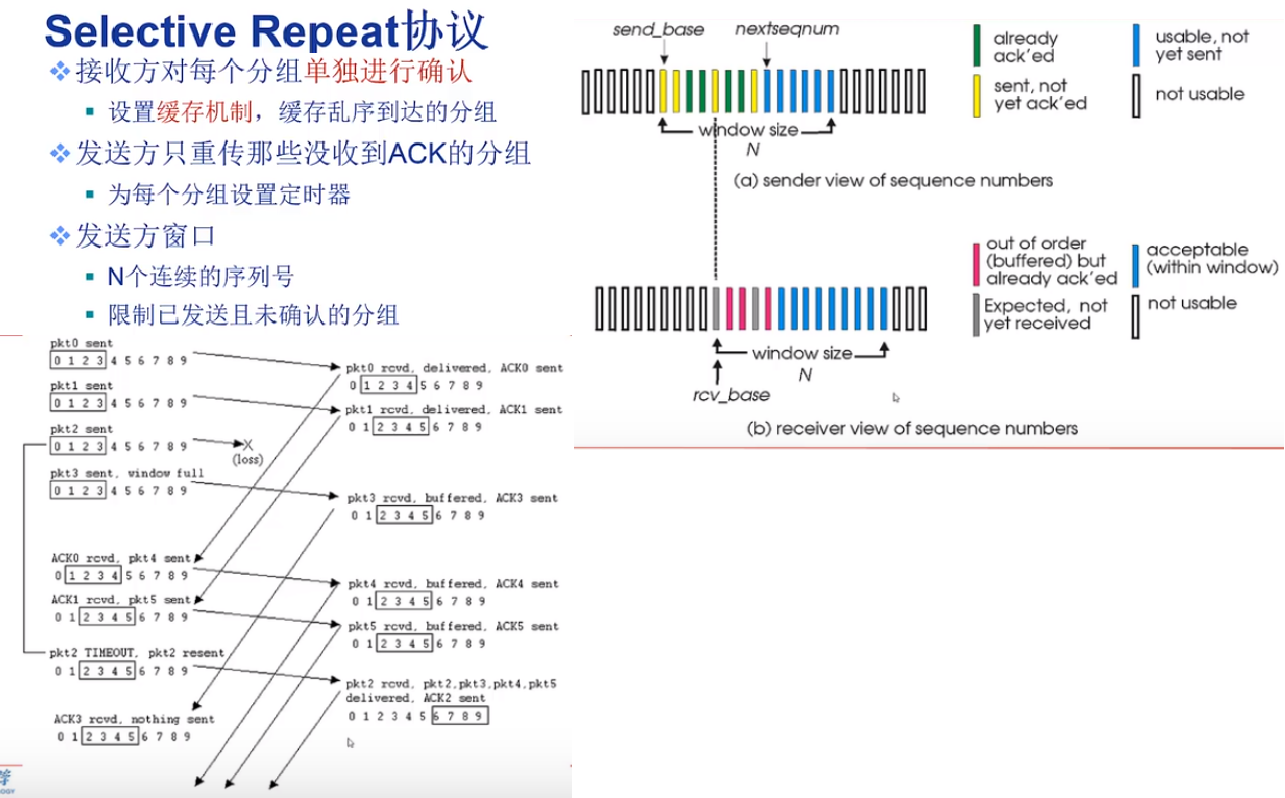 Selective Repeat协议
接收方对每个分组单独进行确认
设置缓存机制，缓存乱序到达的分组
发送方只重传那些没收到ACK的分组
为每个分组设置定时器
发送方窗口
N个连续的序列号
限制已发送且未确认的分组
send_base
nextseqnum
window size
N
already
ack'ed
sent, not
yet ack'ed
usable, not
yet sent
not usable
(a) sender view of sequence numbers
out of order
(buffered) but
already ack'ed
Expected, not
yet received
acceptable
(within window)
not usable
window size
N
rcv_base
(b) receiver view of sequence numbers
pkt0 sent
0 1 2 3 4 5 6 7 8 9
pkt1 sent
0 1 2 3 4 5 6 7 8 9
pkt2 sent
0 1 2 3 4 5 6 7 8 9
X
(loss)
pkt3 sent, window full
0 1 2 3 4 5 6 7 8 9
ACK0 rcvd, pkt4 sent
0 1 2 3 4 5 6 7 8 9
ACK1 rcvd, pkt5 sent
0 1 2 3 4 5 6 7 8 9
pkt2 TIMEOUT, pkt2 resent
0 1 2 3 4 5 6 7 8 9
ACK3 rcvd, nothing sent
0 1 2 3 4 5 6 7 8 9
pkt0 rcvd, delivered, ACK0 sent
0 1 2 3 4 5 6 7 8 9
pkt1 rcvd, delivered, ACK1 sent
0 1 2 3 4 5 6 7 8 9
pkt3 rcvd, buffered, ACK3 sent
0 1 2 3 4 5 6 7 8 9
pkt4 rcvd, buffered, ACK4 sent
0 1 2 3 4 5 6 7 8 9
pkt5 rcvd, buffered, ACK5 sent
0 1 2 3 4 5 6 7 8 9
pkt2 rcvd, pkt2,pkt3,pkt4,pkt5
delivered, ACK2 sent
0 1 2 3 4 5 6 7 8 9